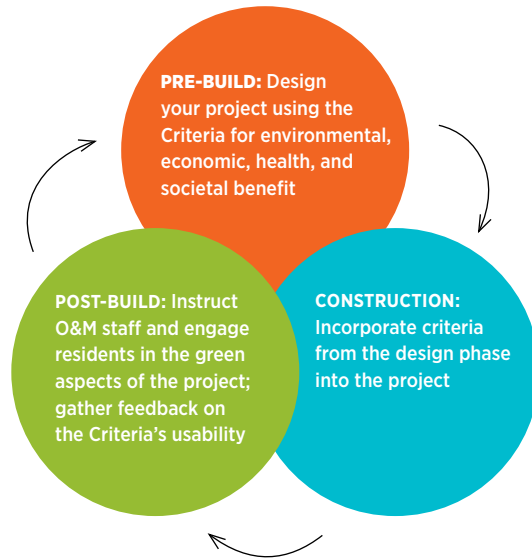 PRE-BUILD: Design
your project using the
Criteria for environmental,
economic, health, and
societal benefit
POST-BUILD: Instruct
O&M staff and engage
residents in the green
aspects of the project;
gather feedback on
the Criteria's usability
CONSTRUCTION:
Incorporate criteria
from the design phase
into the project